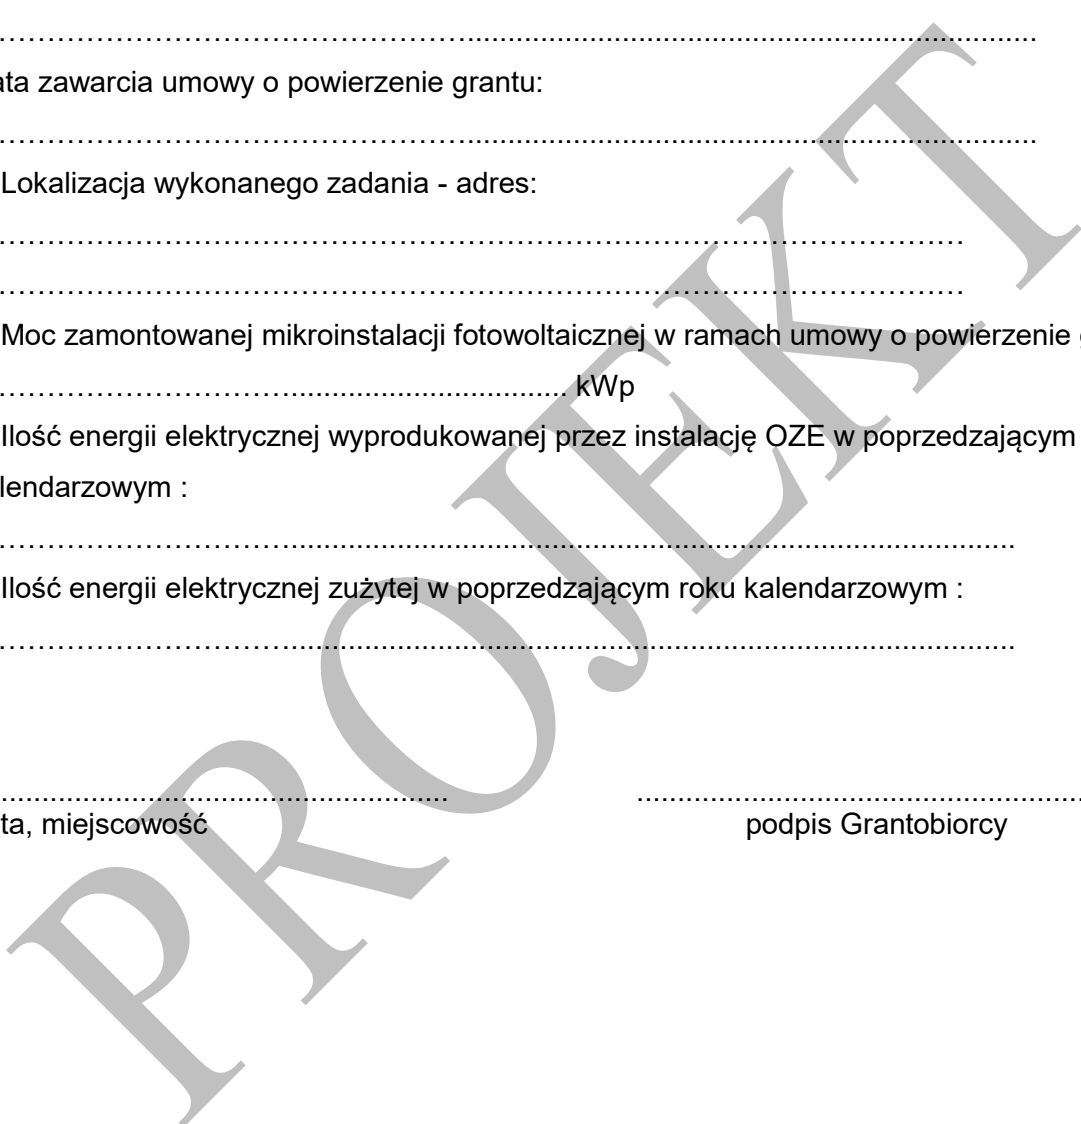 ……………………………………………….....................................................................
ata zawarcia umowy o powierzenie grantu:
……………………………………………….....................................................................
Lokalizacja wykonanego zadania - adres:
………………………………………………………………………………………………
………………………………………………………………………………………………
Moc zamontowanej mikroinstalacji fotowoltaicznej w ramach umowy o powierzenie g
…………………………….................................. kWp
Ilość energii elektrycznej wyprodukowanej przez instalację OZE w poprzedzającym
lendarzowym :
……………………………........................................................................................
Ilość energii elektrycznej zużytej w poprzedzającym roku kalendarzowym :
……………………………........................................................................................
....................................................... ......................................................
ta, miejscowość podpis Grantobiorcy
PROJEKT